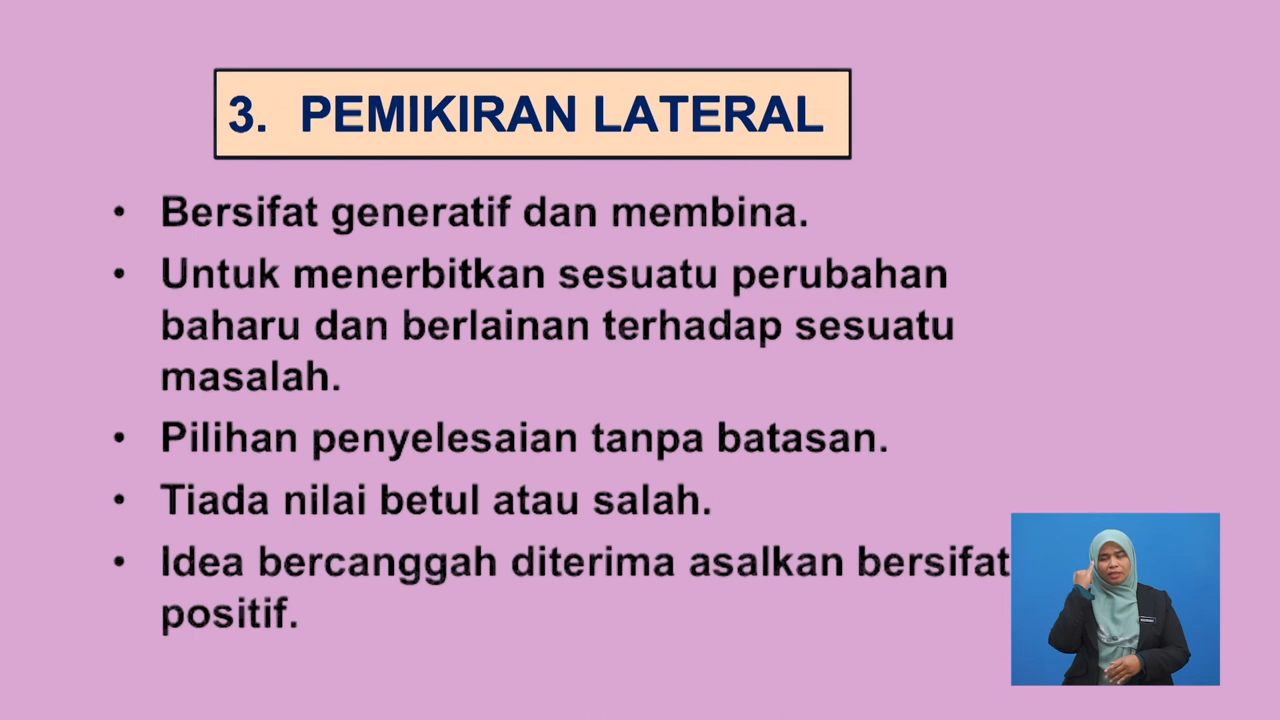 3. PEMIKIRAN LATERAL
• Bersifat generatif dan membina.
• Untuk menerbitkan sesuatu perubahan
baharu dan berlainan terhadap sesuatu
masalah.
• Pilihan penyelesaian tanpa batasan.
• Tiada nilai betul atau salah.
• Idea bercanggah diterima asalkan bersifat
positif.